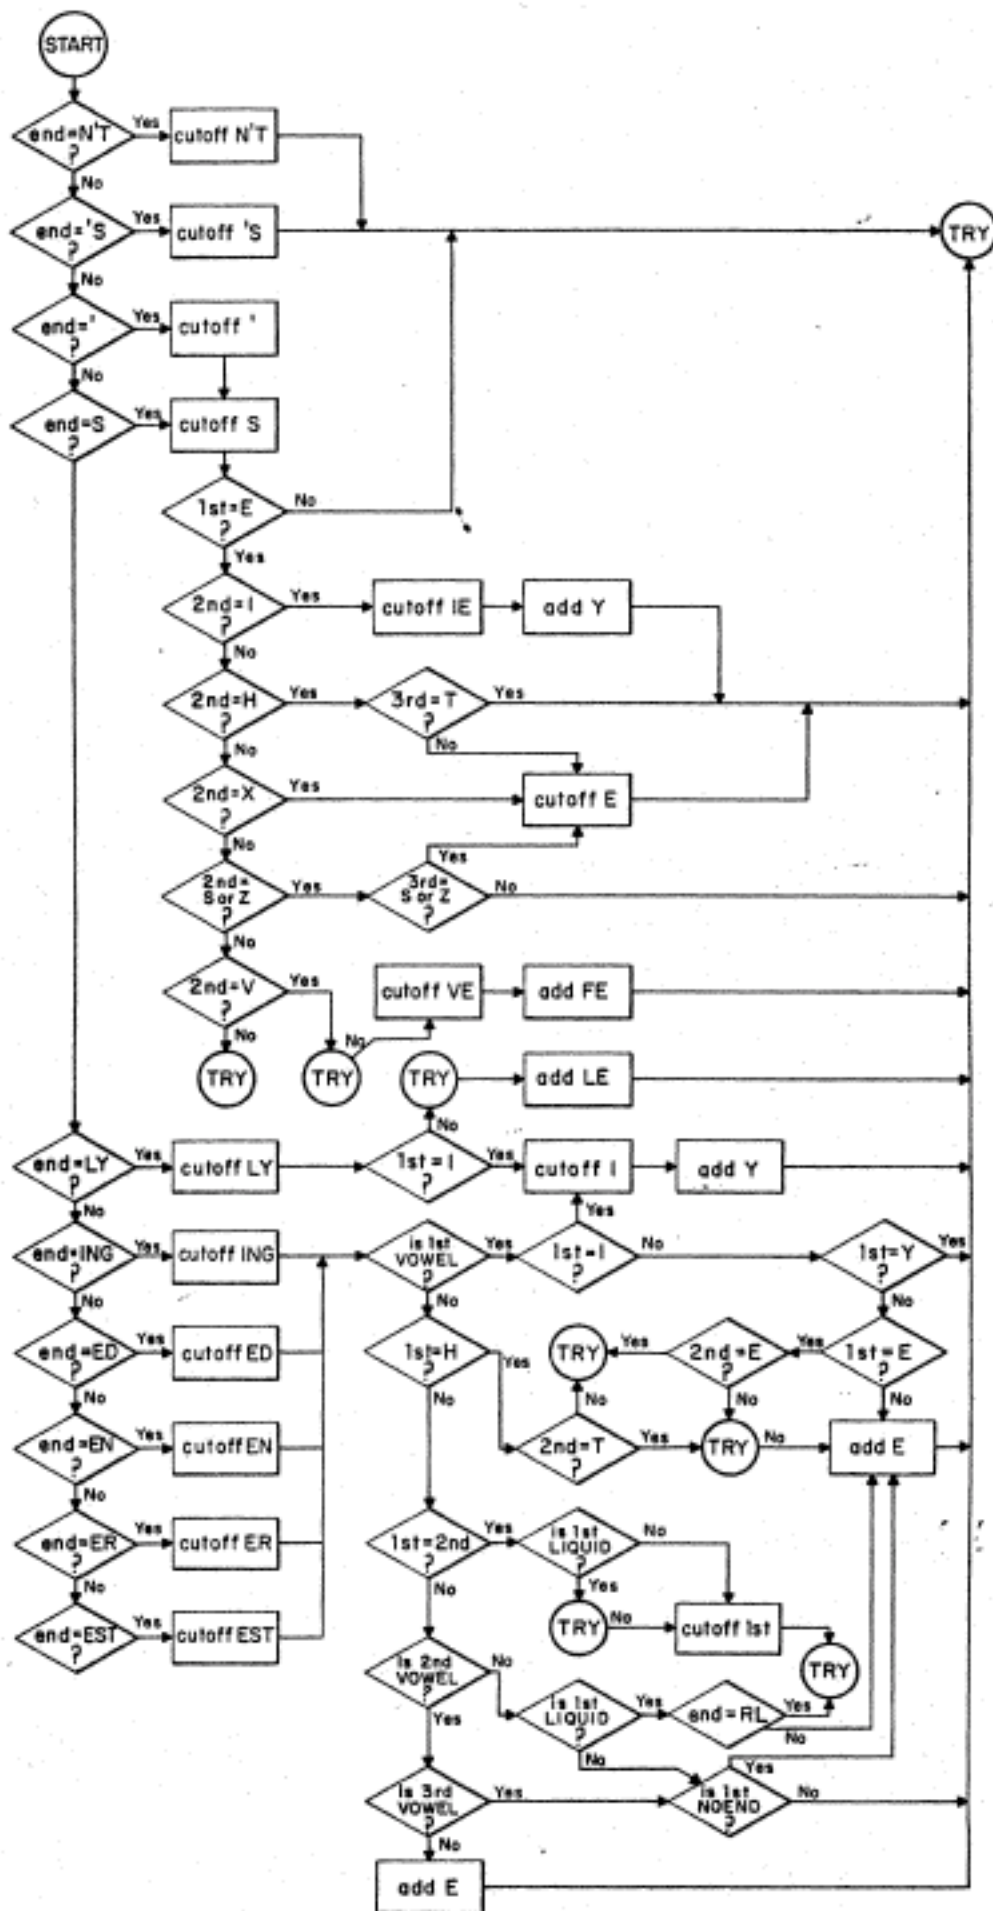 START
end=N'T
?
Yes
cutoff N'T
No
end='S
?
Yes
cutoff 'S
TRY
No
end='
?
Yes
cutoff '
No
end=S
?
Yes
cutoff S
1st=E
?
No
Yes
2nd=I
?
Yes
cutoff IE
add Y
No
2nd=H
?
Yes
3rd=T
?
Yes
No
No
2nd=X
?
Yes
cutoff E
No
Yes
2nd=
S or Z
?
Yes
3rd=
S or Z
?
No
No
2nd=V
?
Yes
cutoff VE
add FE
No
No
TRY
TRY
TRY
add LE
No
end=LY
?
Yes
cutoff LY
1st=I
?
Yes
cutoff I
add Y
No
Yes
end=ING
?
Yes
cutoff ING
is 1st
VOWEL
?
Yes
1st=I
?
No
1st=Y
?
Yes
No
No
No
end=ED
?
Yes
cutoff ED
1st=H
?
Yes
TRY
Yes
2nd=E
?
Yes
1st=E
?
No
No
No
No
No
end=EN
?
Yes
cutoff EN
2nd=T
?
Yes
TRY
No
add E
No
end=ER
?
Yes
cutoff ER
1st=2nd
?
Yes
is 1st
LIQUID
?
No
No
No
Yes
end=EST
?
Yes
cutoff EST
TRY
No
cutoff 1st
Is 2nd
VOWEL
?
No
TRY
Yes
is 1st
LIQUID
?
Yes
end=RL
?
Yes
No
No
Yes
Is 3rd
VOWEL
?
Yes
is 1st
NOEND
?
No
No
add E